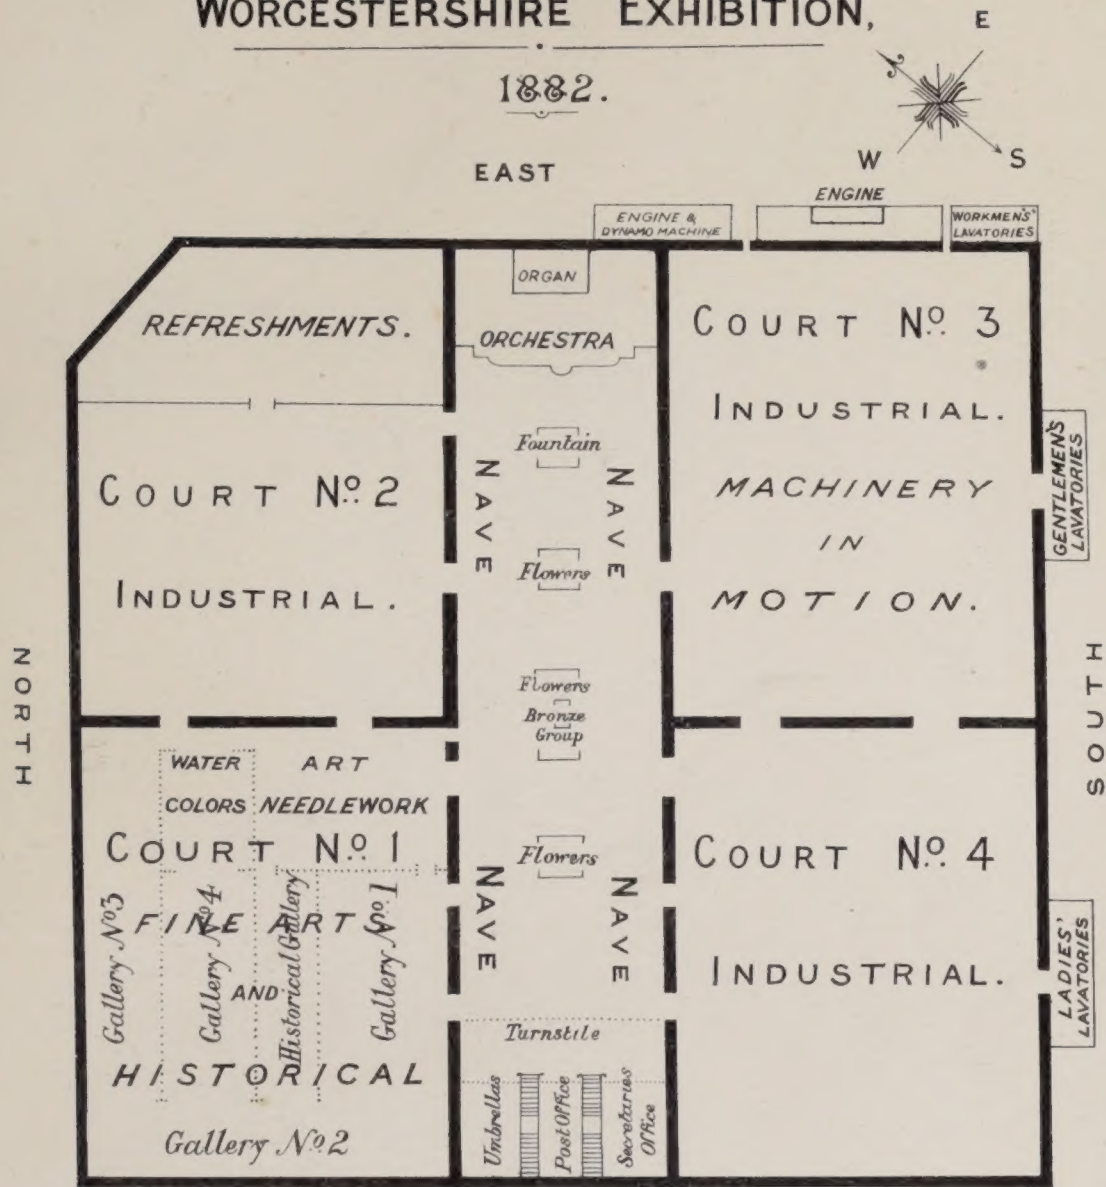 WORCESTERSHIRE EXHIBITION,
1882.
E
W
S
EAST
ENGINE
ENGINE &
DYNAMO MACHINE
WORKMEN'S'
LAVATORIES
ORGAN
REFRESHMENTS.
ORCHESTRA
COURT No. 3
INDUSTRIAL.
MACHINERY
IN
MOTION.
GENTLEMEN'S
LAVATORIES
Fountain
NAVE
NAVE
COURT No. 2
INDUSTRIAL.
Flowers
NORTH
SOUTH
Flowers
Bronze
Group
WATER
COLORS
ART
NEEDLEWORK
COURT No. 1
FINE ARTS
AND
HISTORICAL
Gallery No 3
Gallery No 4
Historical Gallery
Gallery No 1
Gallery No 2
Flowers
NAVE
NAVE
COURT No. 4
INDUSTRIAL.
LADIES'
LAVATORIES
Turnstile
Umbrellas
Post Office
Secretaries
Office